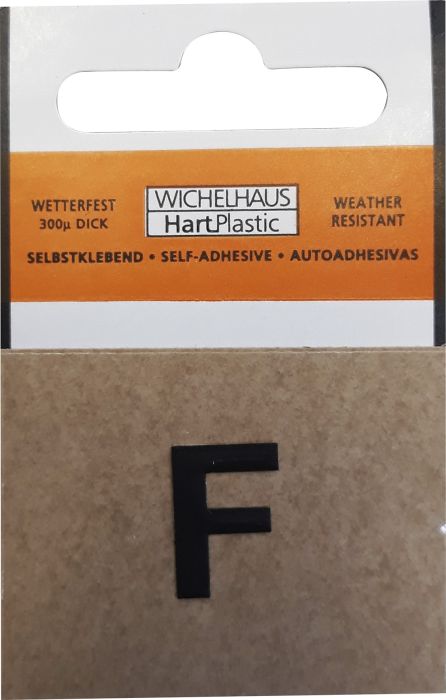 WETTERFEST
300µ DICK
WICHELHAUS
HartPlastic
WEATHER
RESISTANT
SELBSTKLEBEND • SELF-ADHESIVE • AUTOADHESIVAS
F